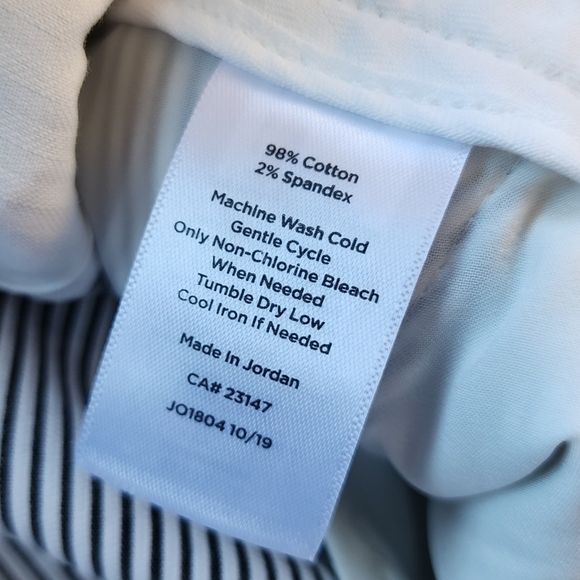 98% Cotton
2% Spandex
Machine Wash Cold
Gentle Cycle
Only Non-Chlorine Bleach
When Needed
Tumble Dry Low
Cool Iron If Needed
Made In Jordan
CA# 23147
JO1804 10/19